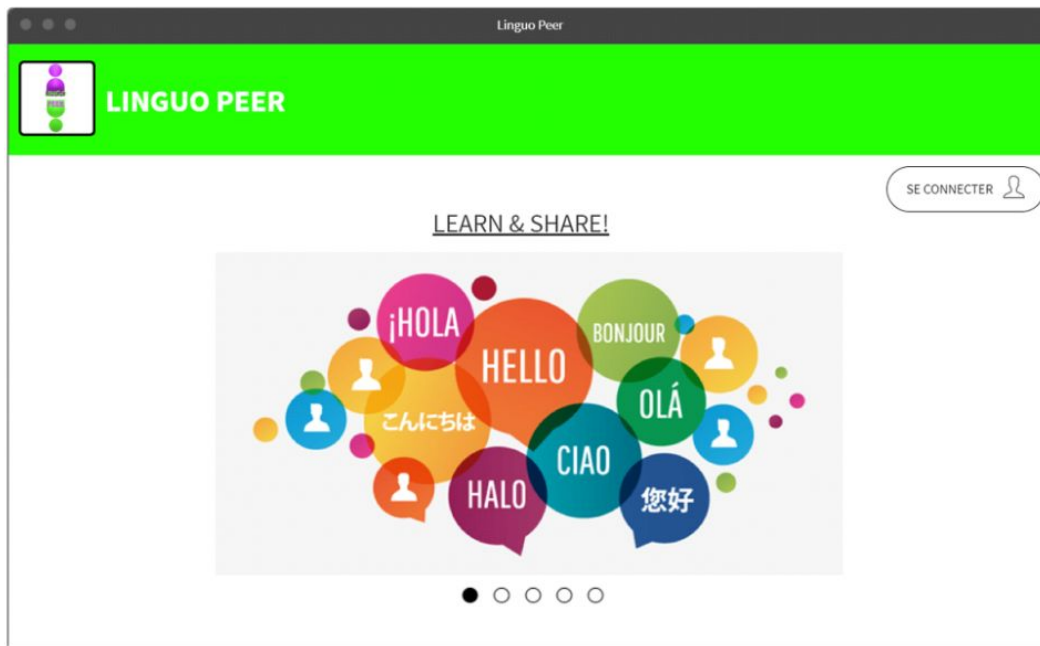 Linguo Peer
PEER
LINGUO PEER
SE CONNECTER
LEARN & SHARE!
¡HOLA
HELLO
BONJOUR
こんにちは
OLÁ
CIAO
HALO
您好